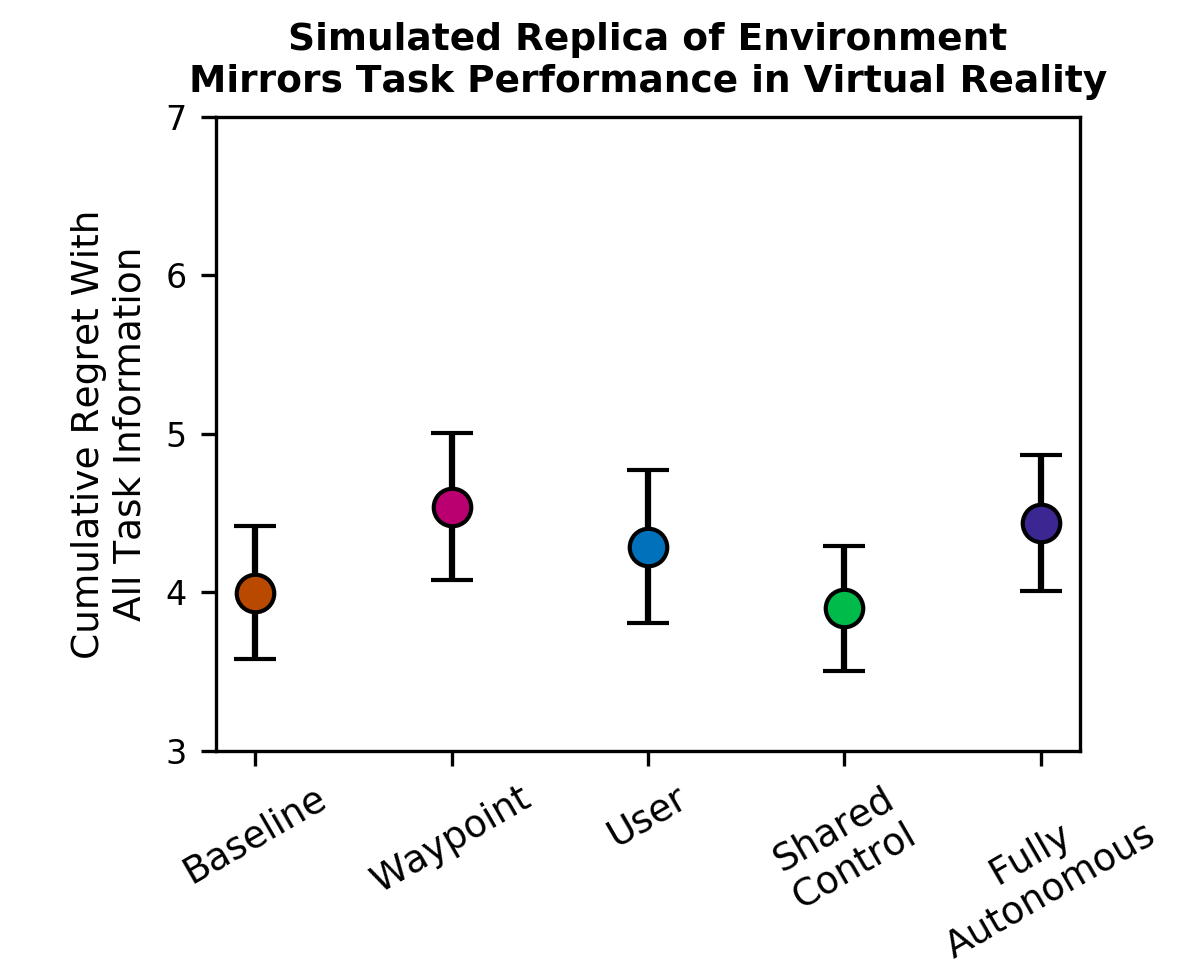 Simulated Replica of Environment
Mirrors Task Performance in Virtual Reality
Cumulative Regret With
All Task Information
7
6
5
4
3
Baseline
Waypoint
User
Shared
Control
Fully
Autonomous